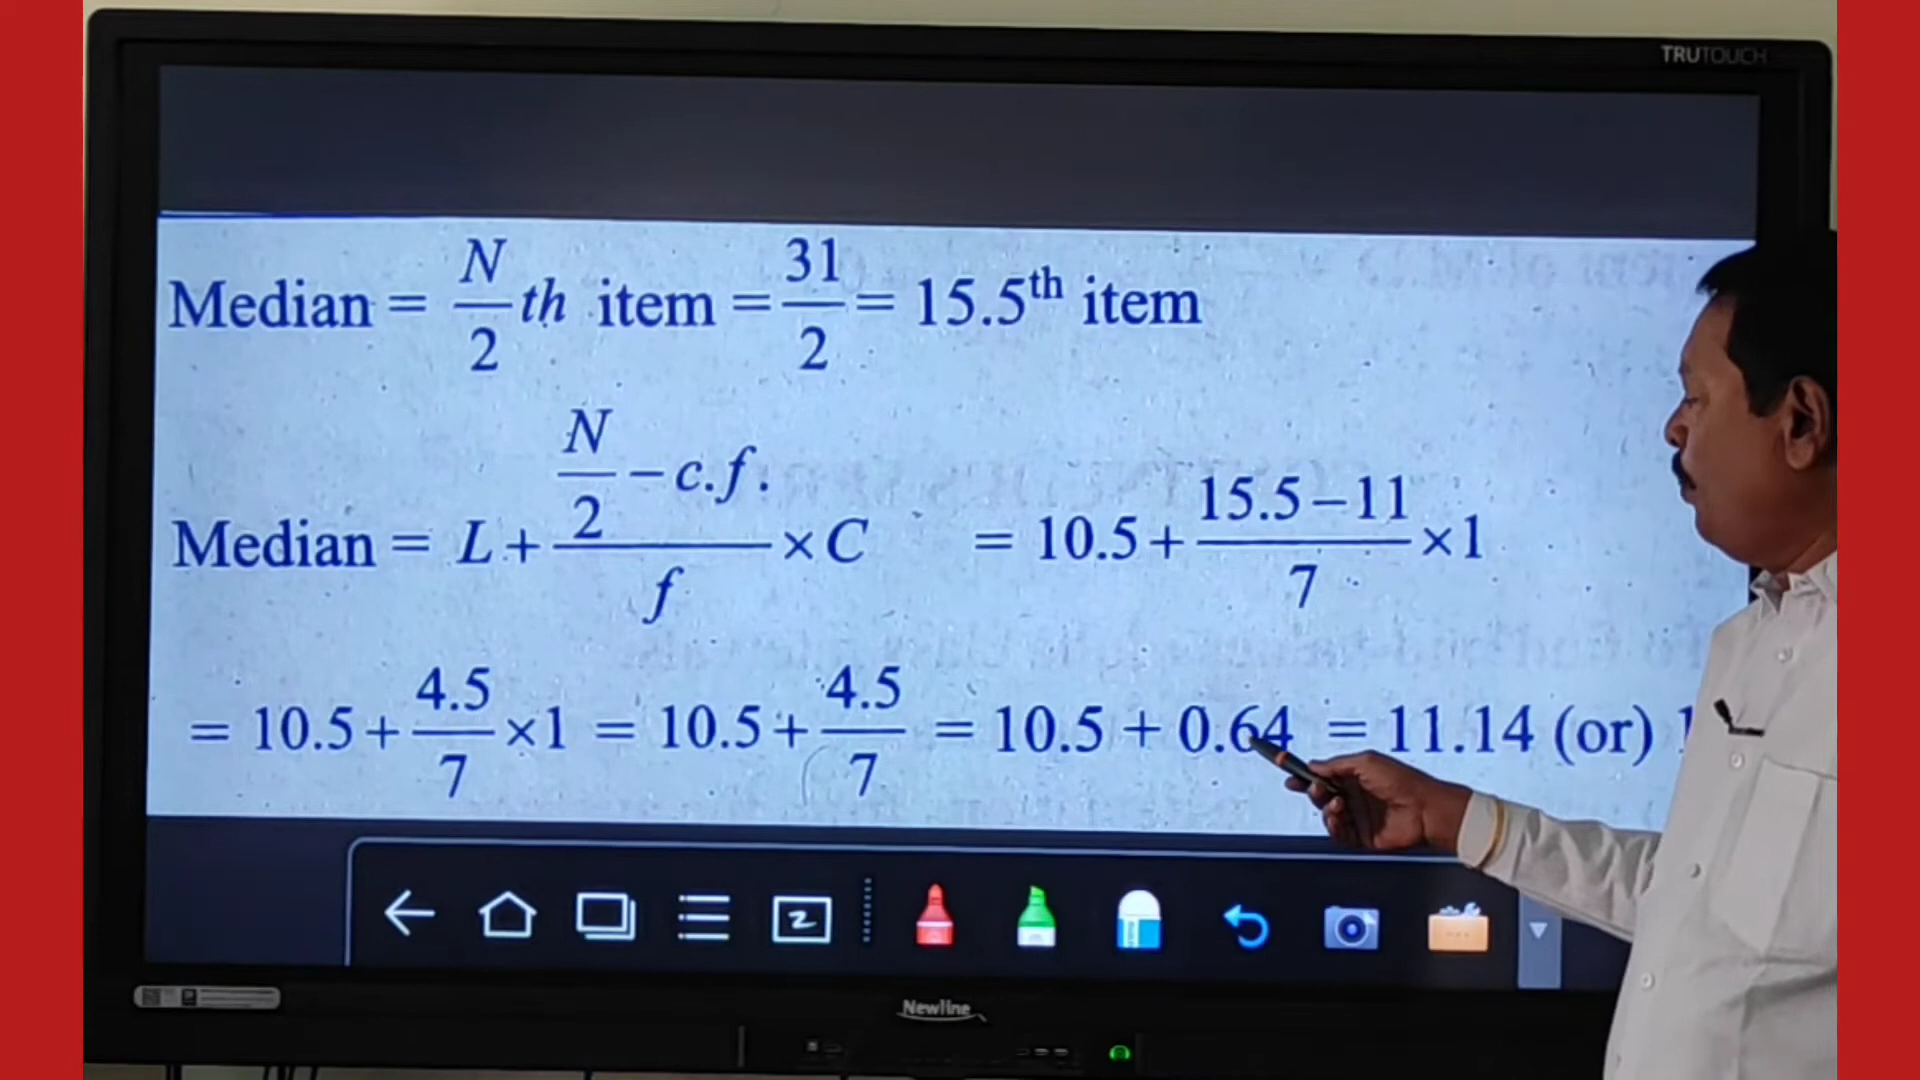 TRUTOUCH
Median = N/2 th item = 31/2 = 15.5th item
Median = L + (N/2 − c.f.)/f × C = 10.5 + (15.5−11)/7 × 1
= 10.5 + 4.5/7 × 1 = 10.5 + 4.5/7 = 10.5 + 0.64 = 11.14 (or)
Newline